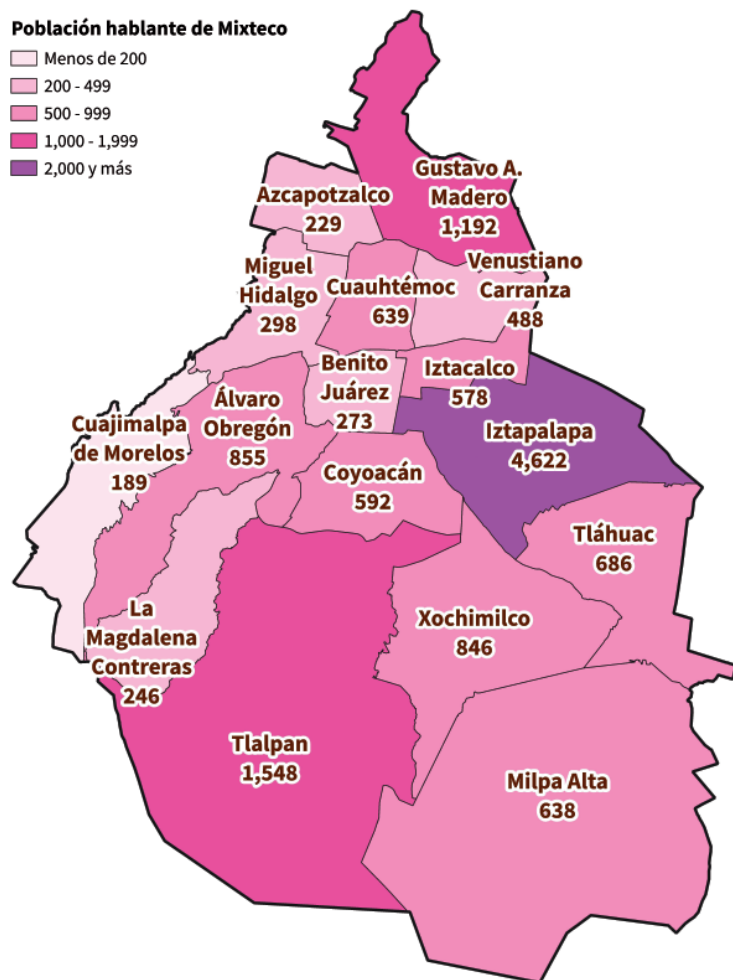 Población hablante de Mixteco
Menos de 200
200 - 499
500 - 999
1,000 - 1,999
2,000 y más
Gustavo A.
Madero
1,192
Azcapotzalco
229
Miguel
Hidalgo
298
Cuauhtémoc
639
Venustiano
Carranza
488
Benito
Juárez
273
Iztacalco
578
Cuajimalpa
de Morelos
189
Álvaro
Obregón
855
Iztapalapa
4,622
Coyoacán
592
Tláhuac
686
La
Magdalena
Contreras
246
Xochimilco
846
Tlalpan
1,548
Milpa Alta
638